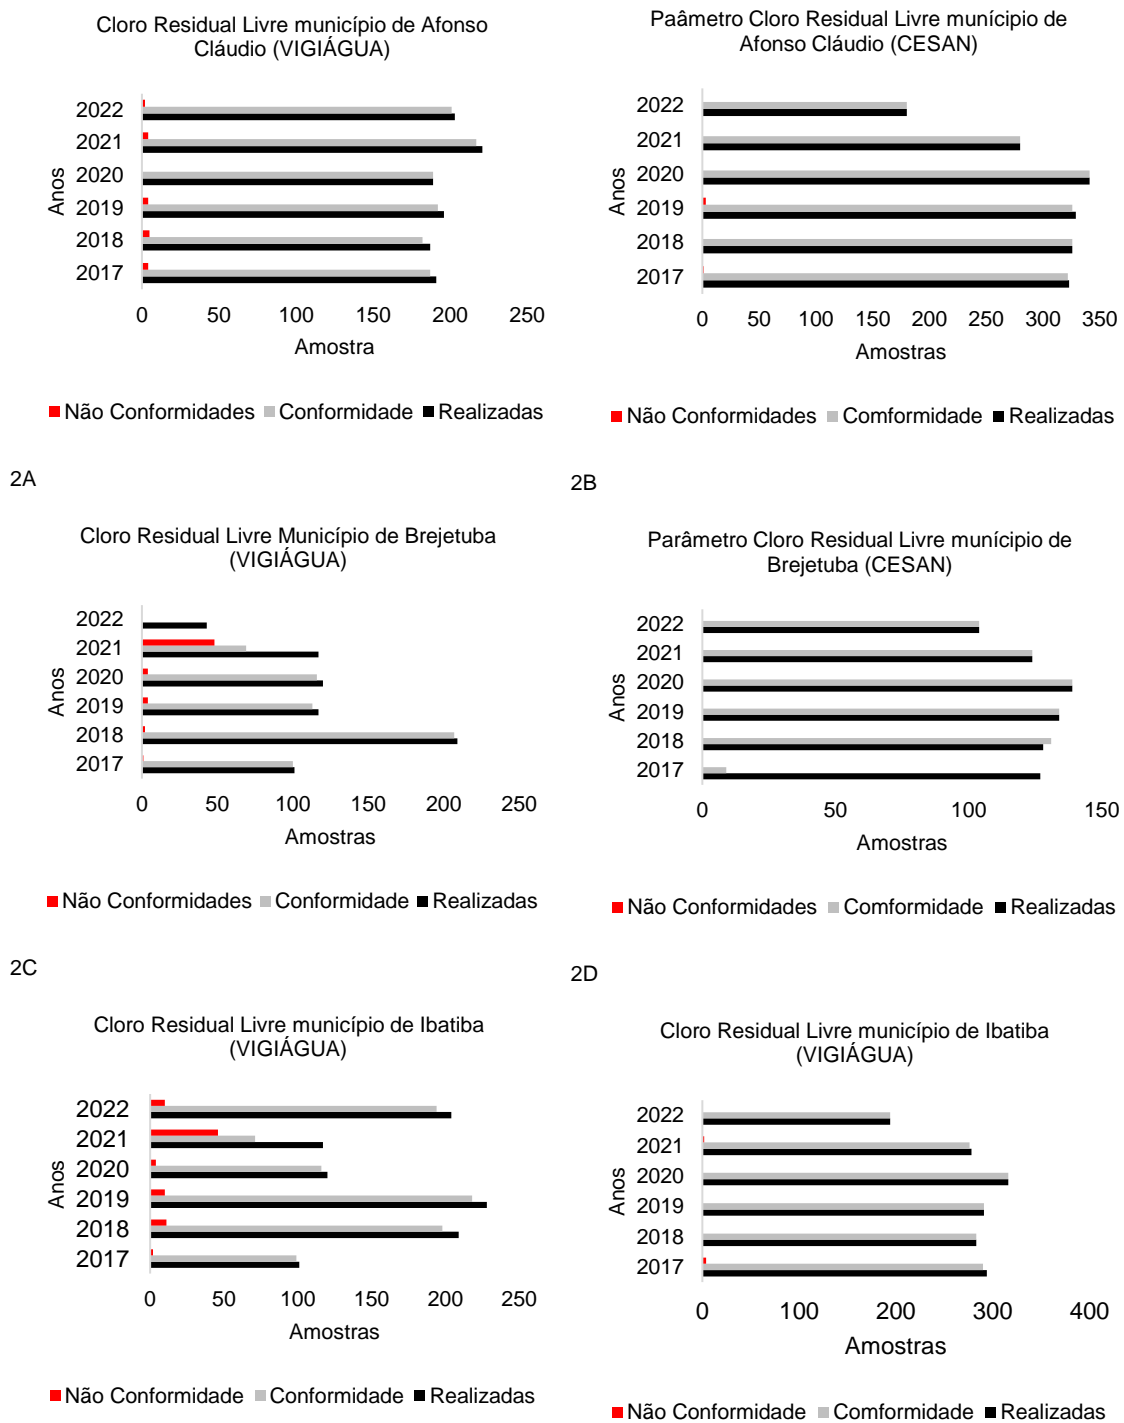 Cloro Residual Livre município de Afonso
Cláudio (VIGIÁGUA)
Anos
2022
2021
2020
2019
2018
2017
0 50 100 150 200 250
Amostra
Não Conformidades Conformidade Realizadas
Paâmetro Cloro Residual Livre munícipio de
Afonso Cláudio (CESAN)
Anos
2022
2021
2020
2019
2018
2017
0 50 100 150 200 250 300 350
Amostras
Não Conformidades Comformidade Realizadas
2A
2B
Cloro Residual Livre Município de Brejetuba
(VIGIÁGUA)
Anos
2022
2021
2020
2019
2018
2017
0 50 100 150 200 250
Amostras
Não Conformidades Conformidade Realizadas
Parâmetro Cloro Residual Livre munícipio de
Brejetuba (CESAN)
Anos
2022
2021
2020
2019
2018
2017
0 50 100 150
Amostras
Não Conformidades Comformidade Realizadas
2C
2D
Cloro Residual Livre município de Ibatiba
(VIGIÁGUA)
Anos
2022
2021
2020
2019
2018
2017
0 50 100 150 200 250
Amostras
Não Conformidade Conformidade Realizadas
Cloro Residual Livre município de Ibatiba
(VIGIÁGUA)
Anos
2022
2021
2020
2019
2018
2017
0 100 200 300 400
Amostras
Não Conformidade Comformidade Realizadas